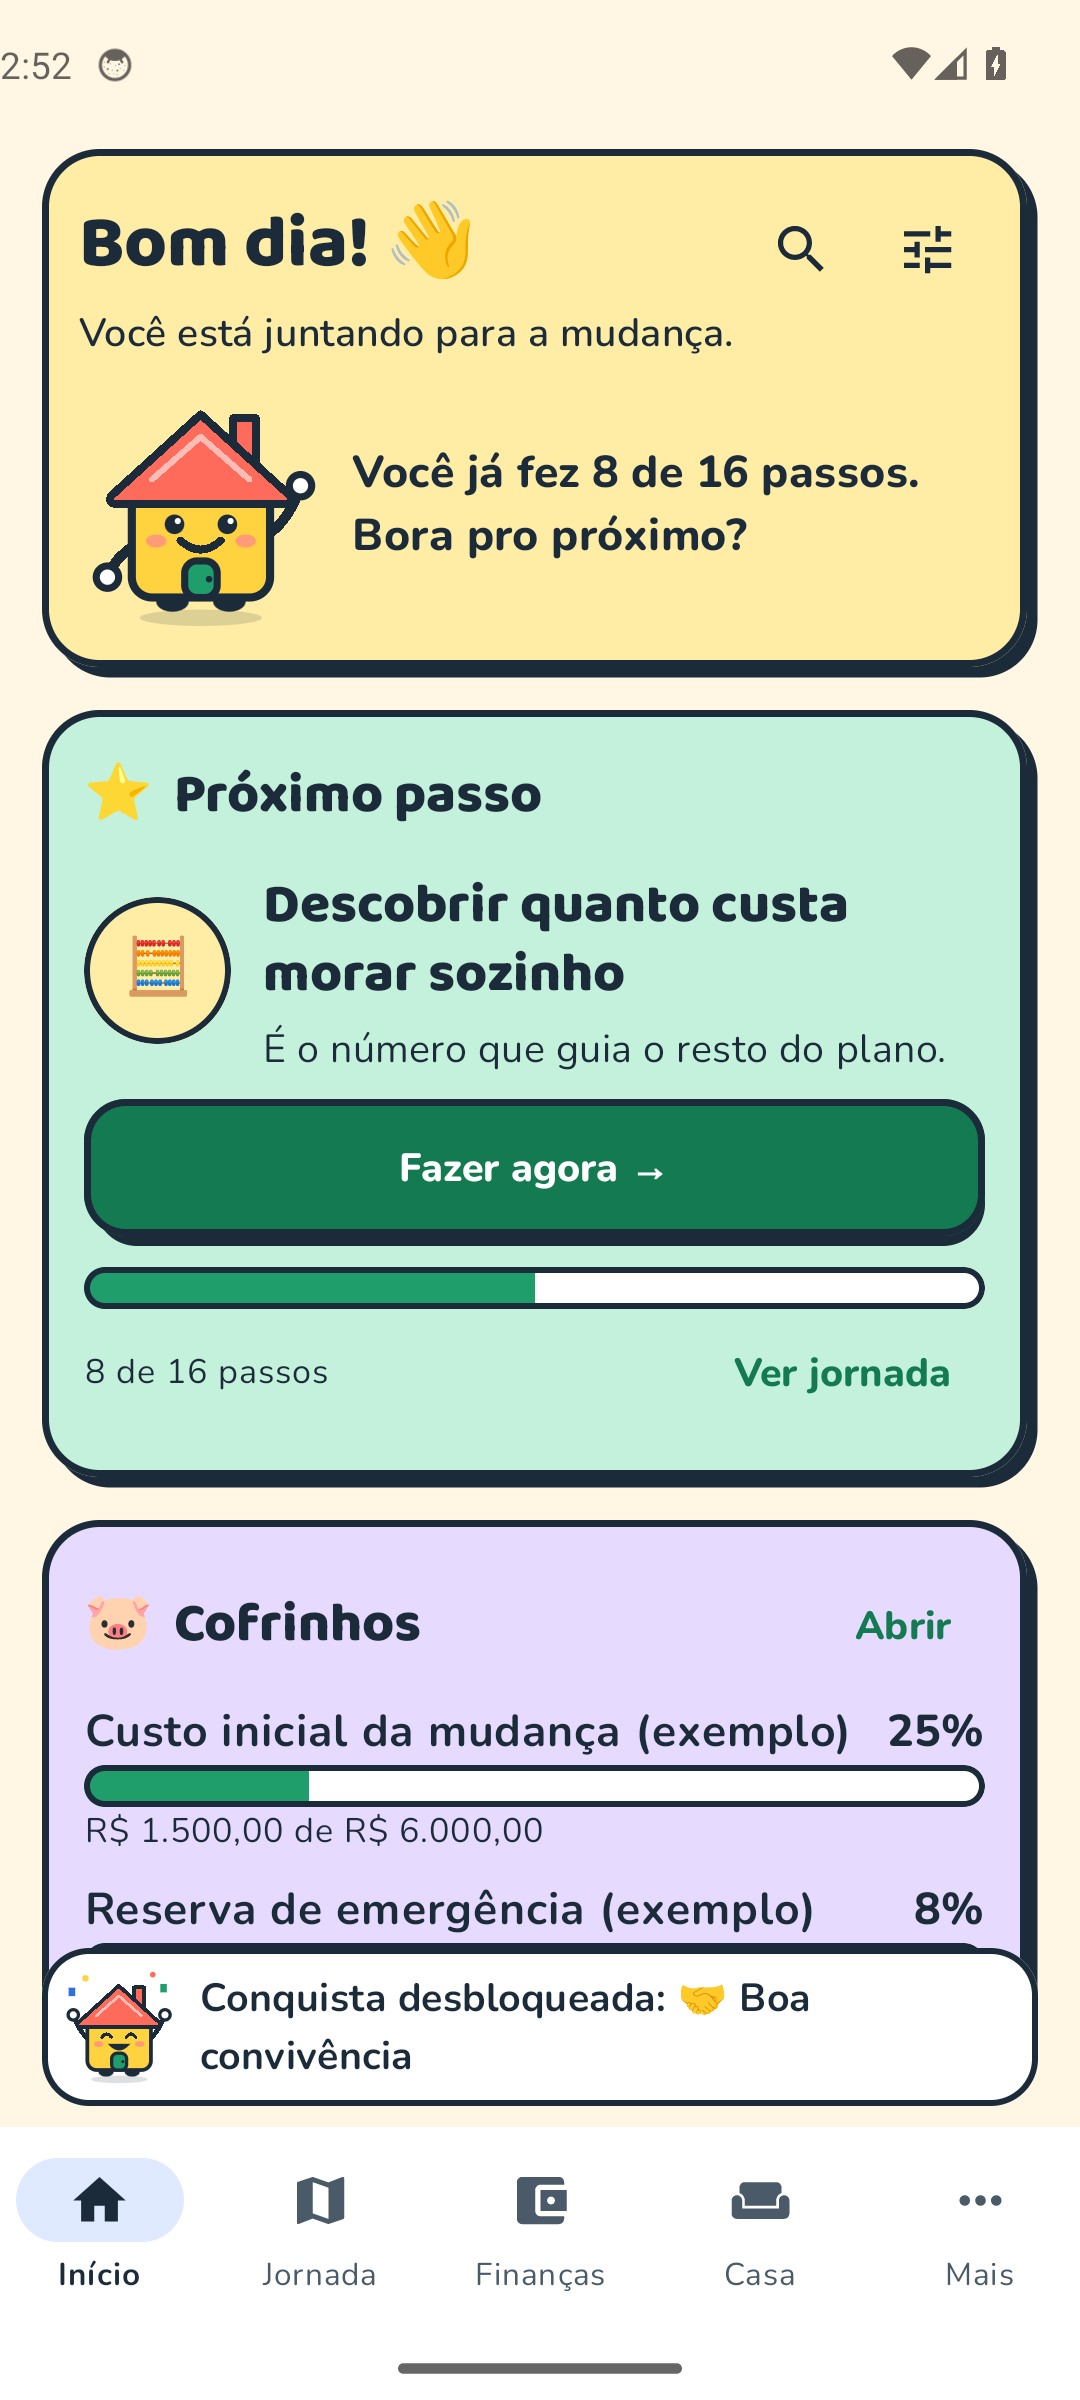 2:52
Bom dia! 👋
Você está juntando para a mudança.
Você já fez 8 de 16 passos.
Bora pro próximo?
⭐ Próximo passo
Descobrir quanto custa
morar sozinho
É o número que guia o resto do plano.
Fazer agora →
8 de 16 passos
Ver jornada
🐷 Cofrinhos
Abrir
Custo inicial da mudança (exemplo) 25%
R$ 1.500,00 de R$ 6.000,00
Reserva de emergência (exemplo) 8%
Conquista desbloqueada: 🤝 Boa
convivência
Início
Jornada
Finanças
Casa
Mais